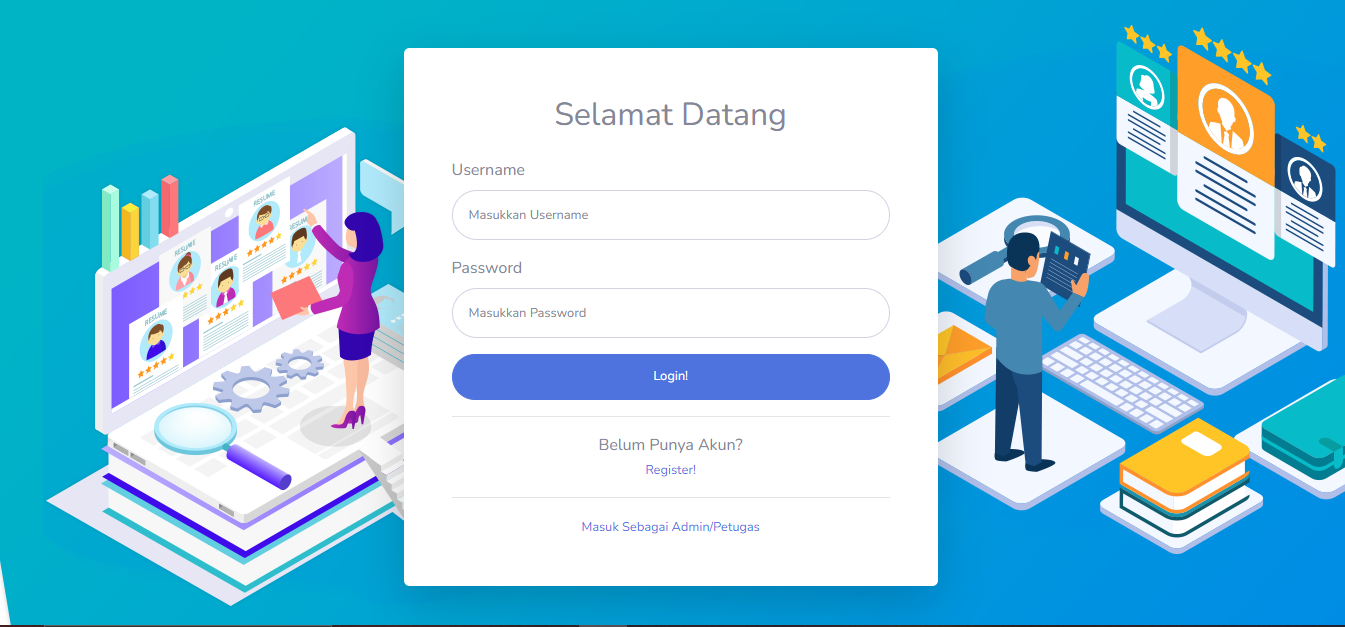 Selamat Datang
Username
Masukkan Username
Password
Masukkan Password
Login!
Belum Punya Akun?
Register!
Masuk Sebagai Admin/Petugas
RESUME
RESUME
RESUME
RESUME
RESUME